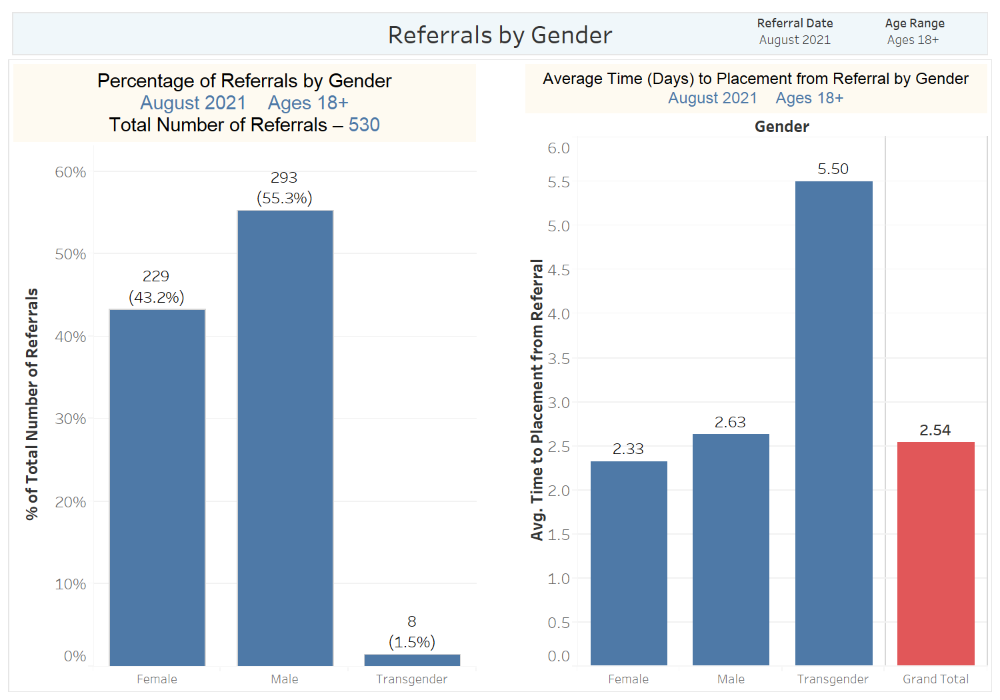 Referrals by Gender
Referral Date
August 2021
Age Range
Ages 18+
Percentage of Referrals by Gender
August 2021 Ages 18+
Total Number of Referrals – 530
% of Total Number of Referrals
60%
50%
40%
30%
20%
10%
0%
229
(43.2%)
293
(55.3%)
8
(1.5%)
Female
Male
Transgender
Average Time (Days) to Placement from Referral by Gender
August 2021 Ages 18+
Gender
Avg. Time to Placement from Referral
6.0
5.5
5.0
4.5
4.0
3.5
3.0
2.5
2.0
1.5
1.0
0.5
0.0
2.33
2.63
5.50
2.54
Female
Male
Transgender
Grand Total